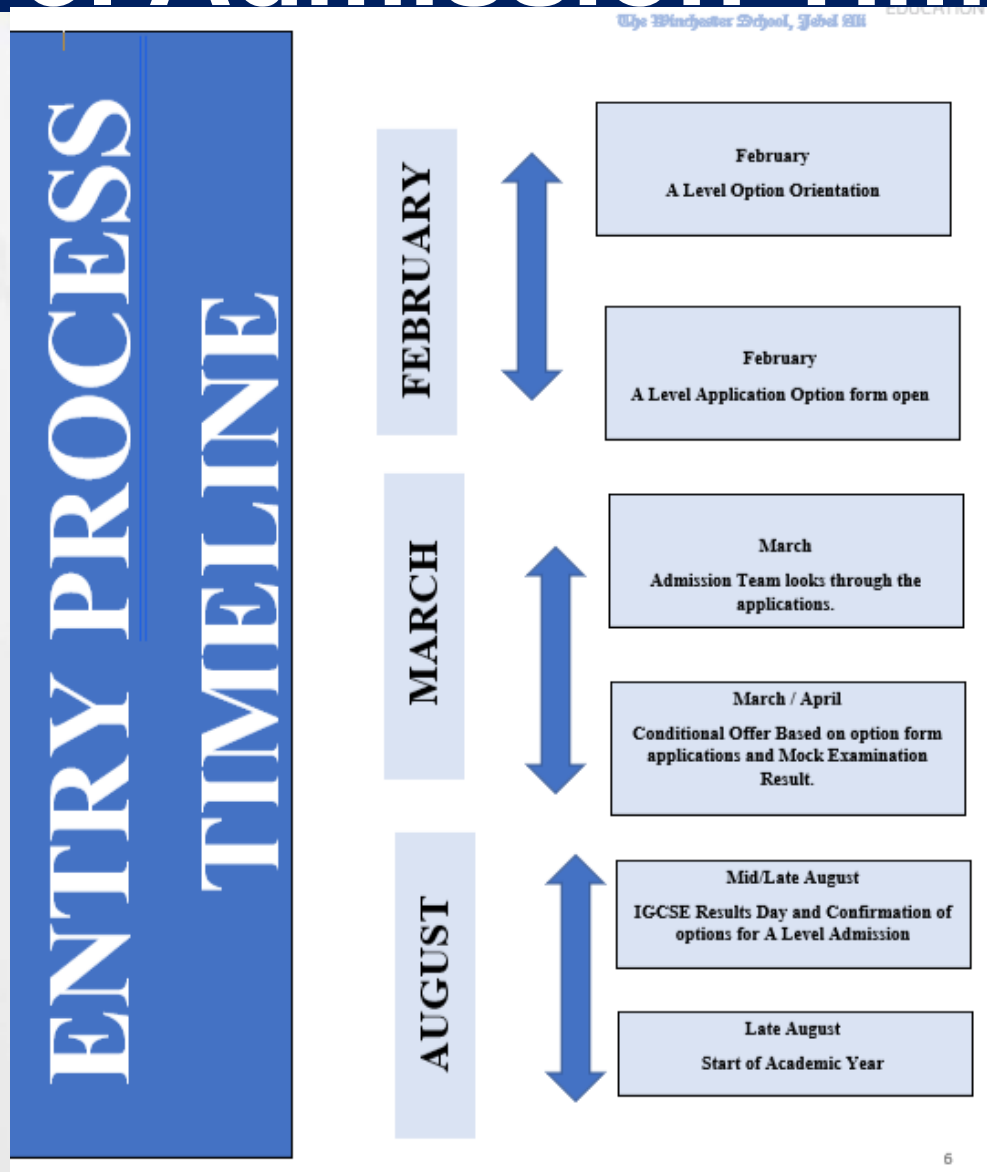 The Winchester School, Jebel Ali
EDUCATION
ENTRY PROCESS
TIMELINE
FEBRUARY
February
A Level Option Orientation
February
A Level Application Option form open
MARCH
March
Admission Team looks through the
applications.
March / April
Conditional Offer Based on option form
applications and Mock Examination
Result.
AUGUST
Mid/Late August
IGCSE Results Day and Confirmation of
options for A Level Admission
Late August
Start of Academic Year
6